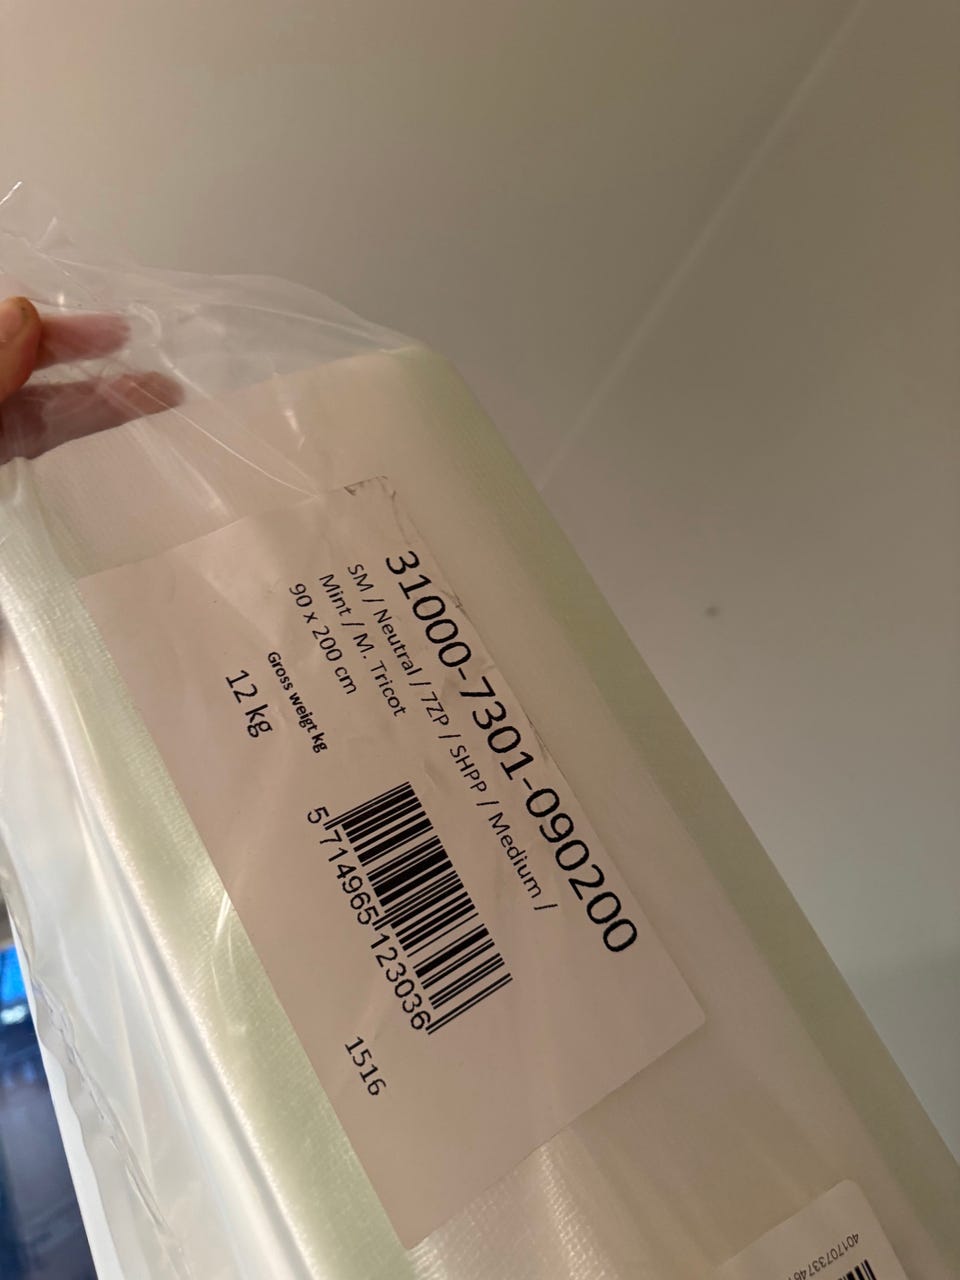 31000-7301-090200
SM / Neutral / 7ZP / SHPP / Medium /
Mint / M. Tricot
90 x 200 cm
Gross weigt kg
12 kg
5 714965 123036
1516